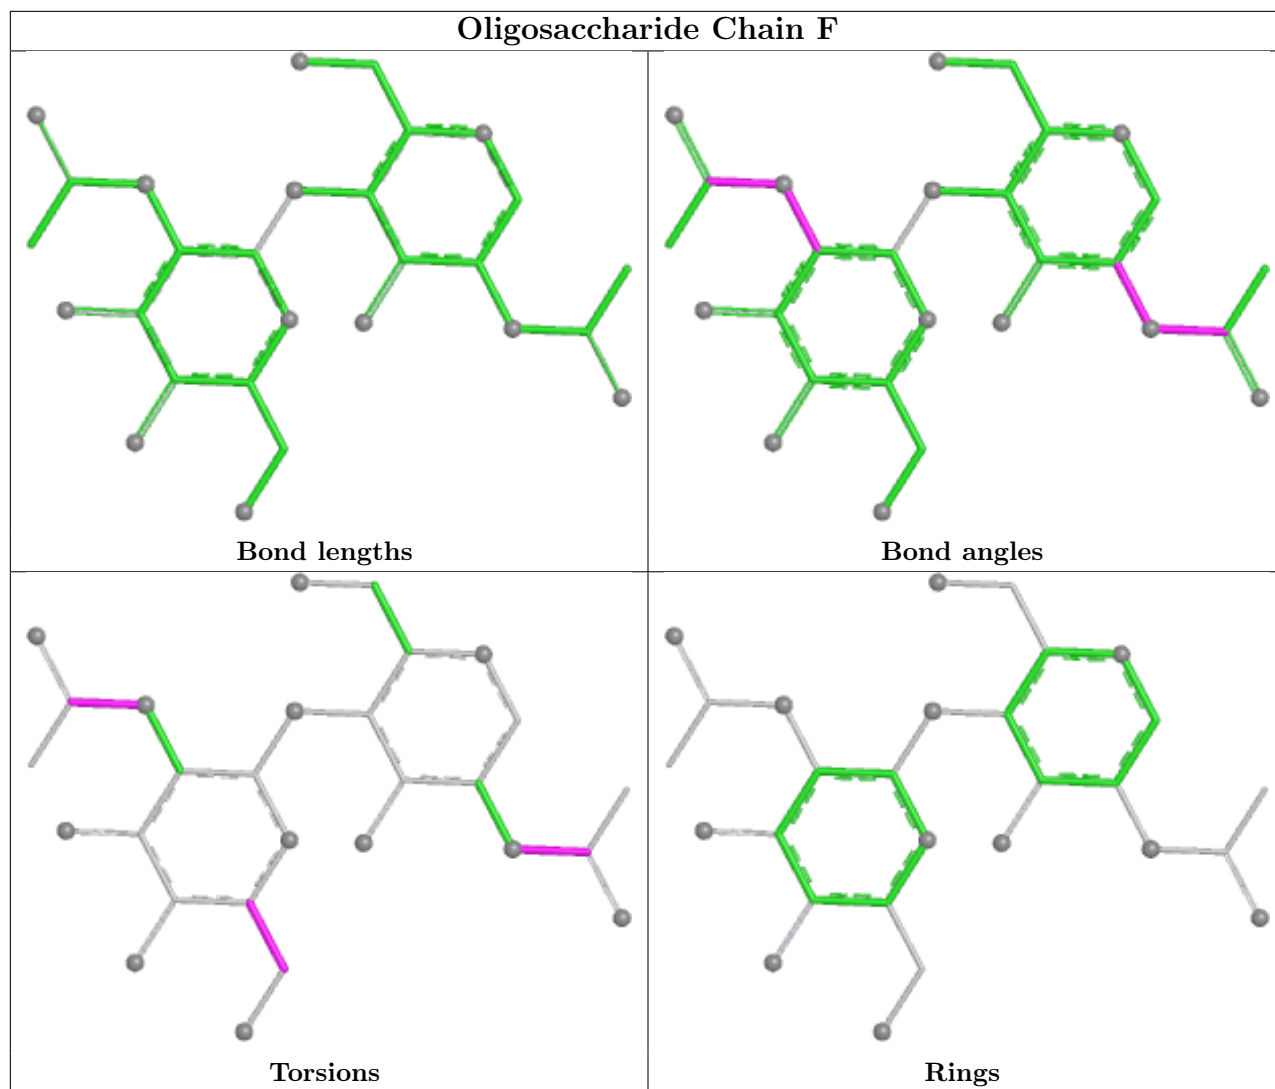 Oligosaccharide Chain F
Bond lengths
Bond angles
Torsions
Rings